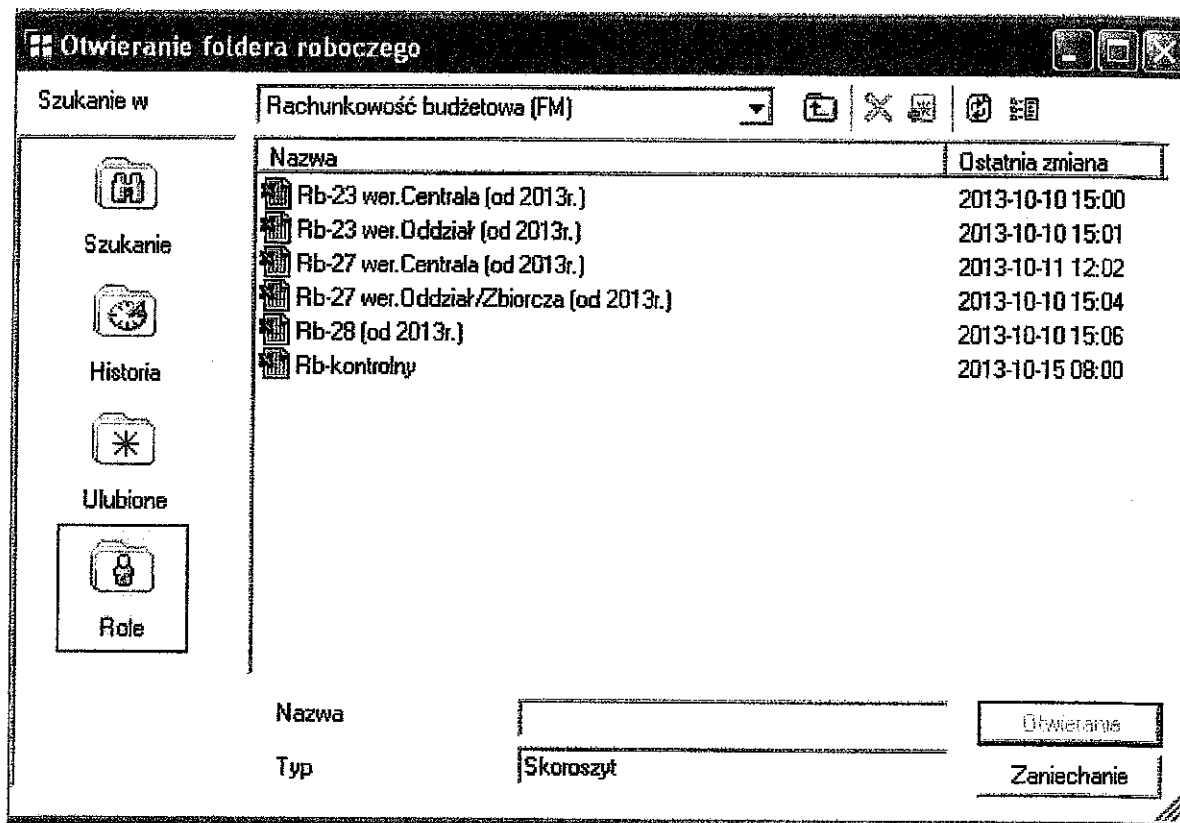 Otwieranie foldera roboczego
Szukanie w
Rachunkowość budżetowa (FM)
Nazwa Ostatnia zmiana
Rb-23 wer.Centrala (od 2013r.) 2013-10-10 15:00
Rb-23 wer.Oddział (od 2013r.) 2013-10-10 15:01
Rb-27 wer.Centrala (od 2013r.) 2013-10-11 12:02
Rb-27 wer.Oddział/Zbiorcza (od 2013r.) 2013-10-10 15:04
Rb-28 (od 2013r.) 2013-10-10 15:06
Rb-kontrolny 2013-10-15 08:00
Szukanie
Historia
Ulubione
Role
Nazwa
Otwieranie
Typ Skoroszyt
Zaniechanie